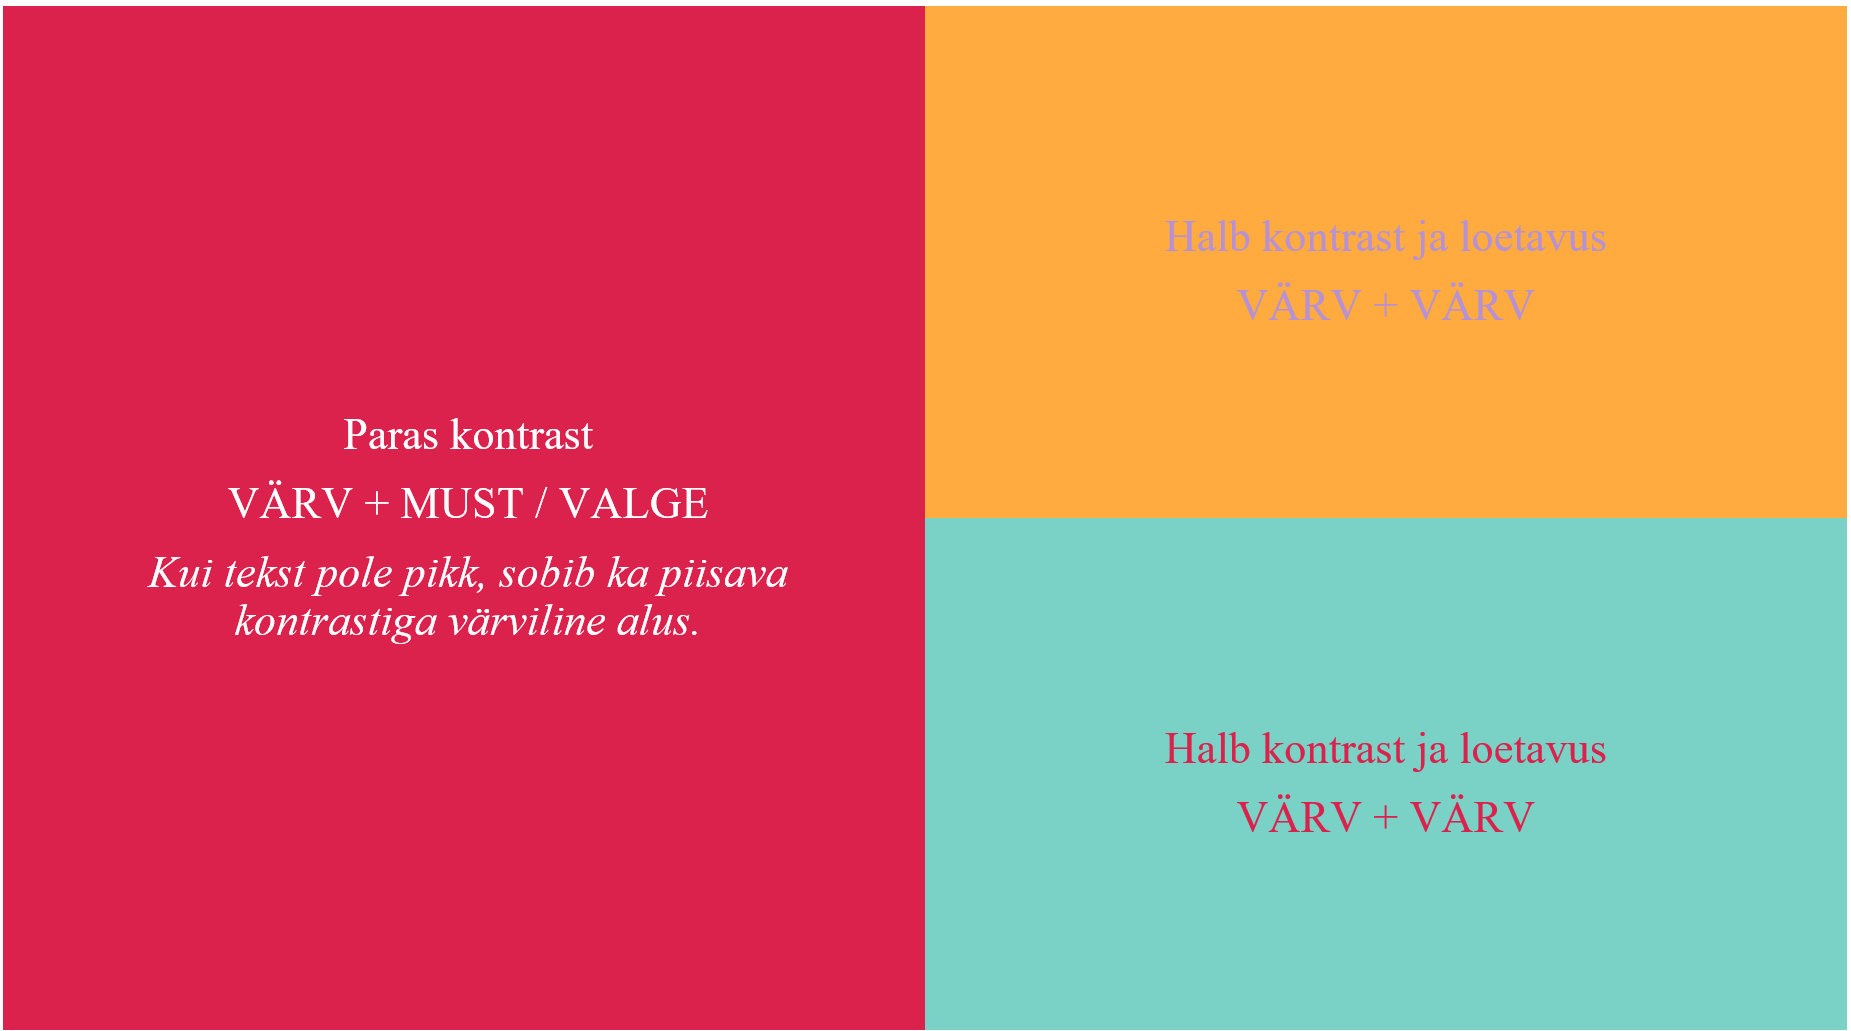 Paras kontrast
VÄRV + MUST / VALGE
Kui tekst pole pikk, sobib ka piisava
kontrastiga värviline alus.
Halb kontrast ja loetavus
VÄRV + VÄRV
Halb kontrast ja loetavus
VÄRV + VÄRV